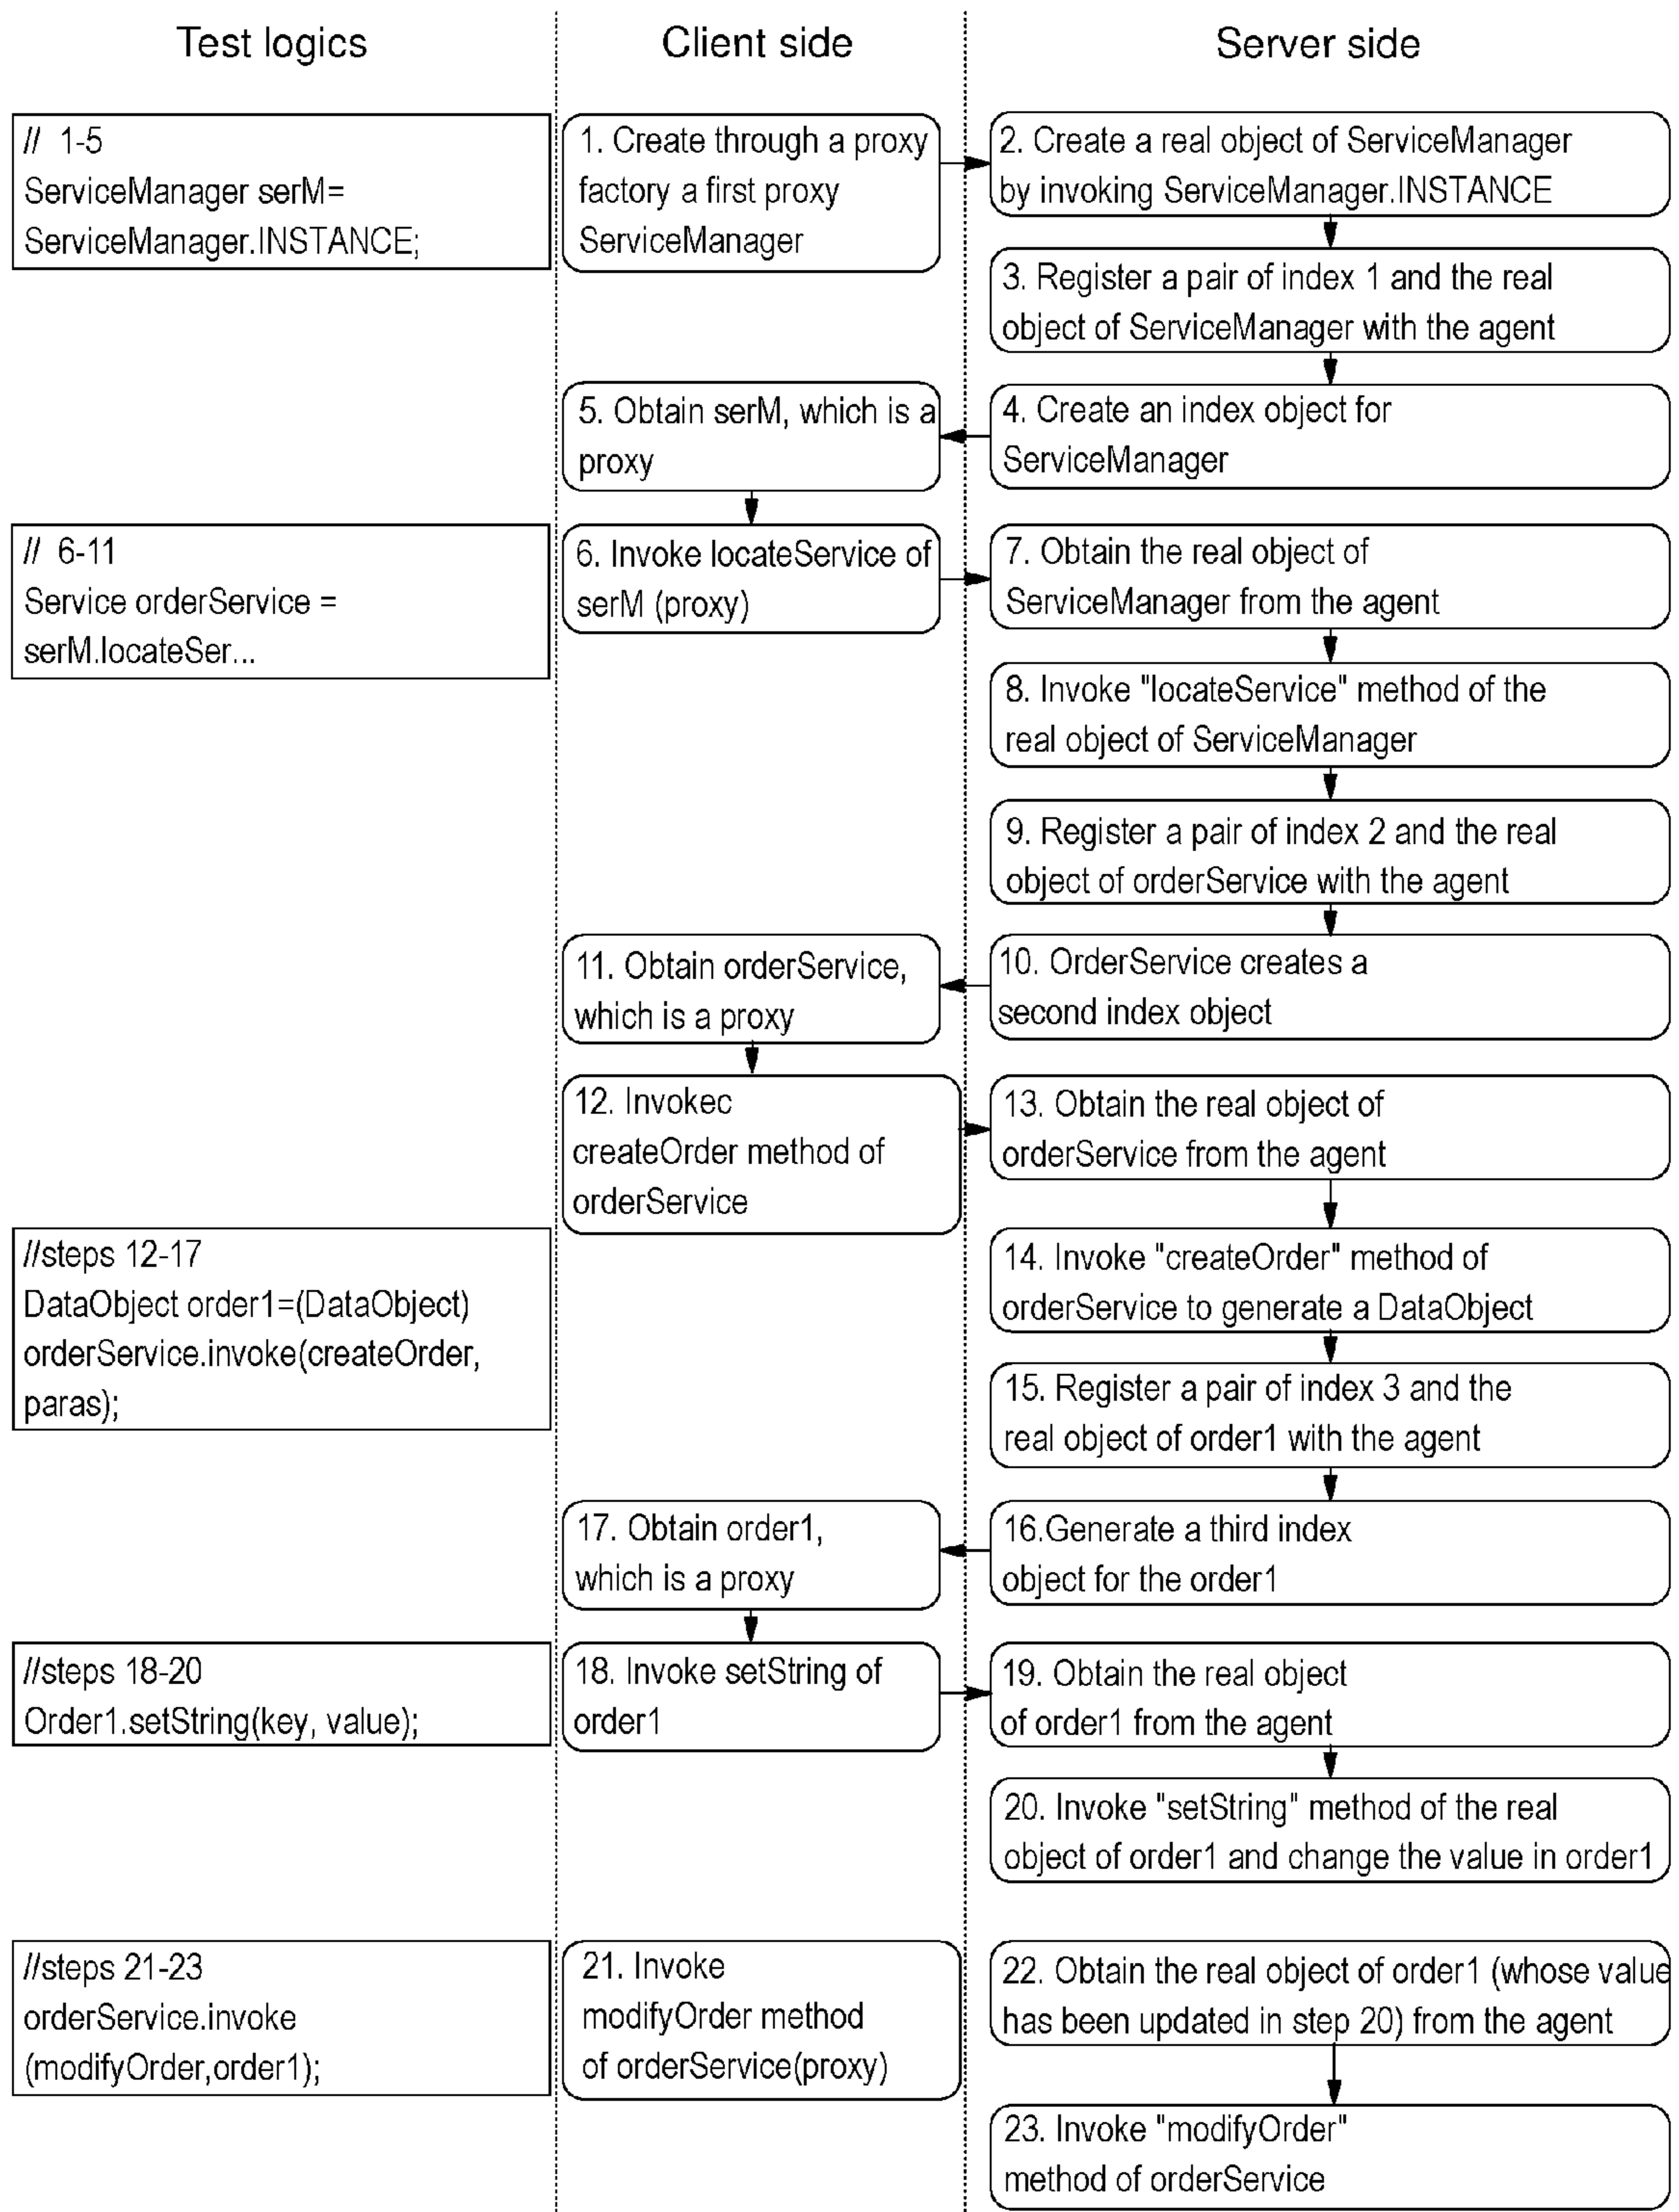 Test logics
Client side
Server side
// 1-5
ServiceManager serM=
ServiceManager.INSTANCE;
1. Create through a proxy
factory a first proxy
ServiceManager
2. Create a real object of ServiceManager
by invoking ServiceManager.INSTANCE
3. Register a pair of index 1 and the real
object of ServiceManager with the agent
4. Create an index object for
ServiceManager
5. Obtain serM, which is a
proxy
// 6-11
Service orderService =
serM.locateSer...
6. Invoke locateService of
serM (proxy)
7. Obtain the real object of
ServiceManager from the agent
8. Invoke "locateService" method of the
real object of ServiceManager
9. Register a pair of index 2 and the real
object of orderService with the agent
10. OrderService creates a
second index object
11. Obtain orderService,
which is a proxy
12. Invokec
createOrder method of
orderService
13. Obtain the real object of
orderService from the agent
//steps 12-17
DataObject order1=(DataObject)
orderService.invoke(createOrder,
paras);
14. Invoke "createOrder" method of
orderService to generate a DataObject
15. Register a pair of index 3 and the
real object of order1 with the agent
16.Generate a third index
object for the order1
17. Obtain order1,
which is a proxy
//steps 18-20
Order1.setString(key, value);
18. Invoke setString of
order1
19. Obtain the real object
of order1 from the agent
20. Invoke "setString" method of the real
object of order1 and change the value in order1
//steps 21-23
orderService.invoke
(modifyOrder,order1);
21. Invoke
modifyOrder method
of orderService(proxy)
22. Obtain the real object of order1 (whose value
has been updated in step 20) from the agent
23. Invoke "modifyOrder"
method of orderService